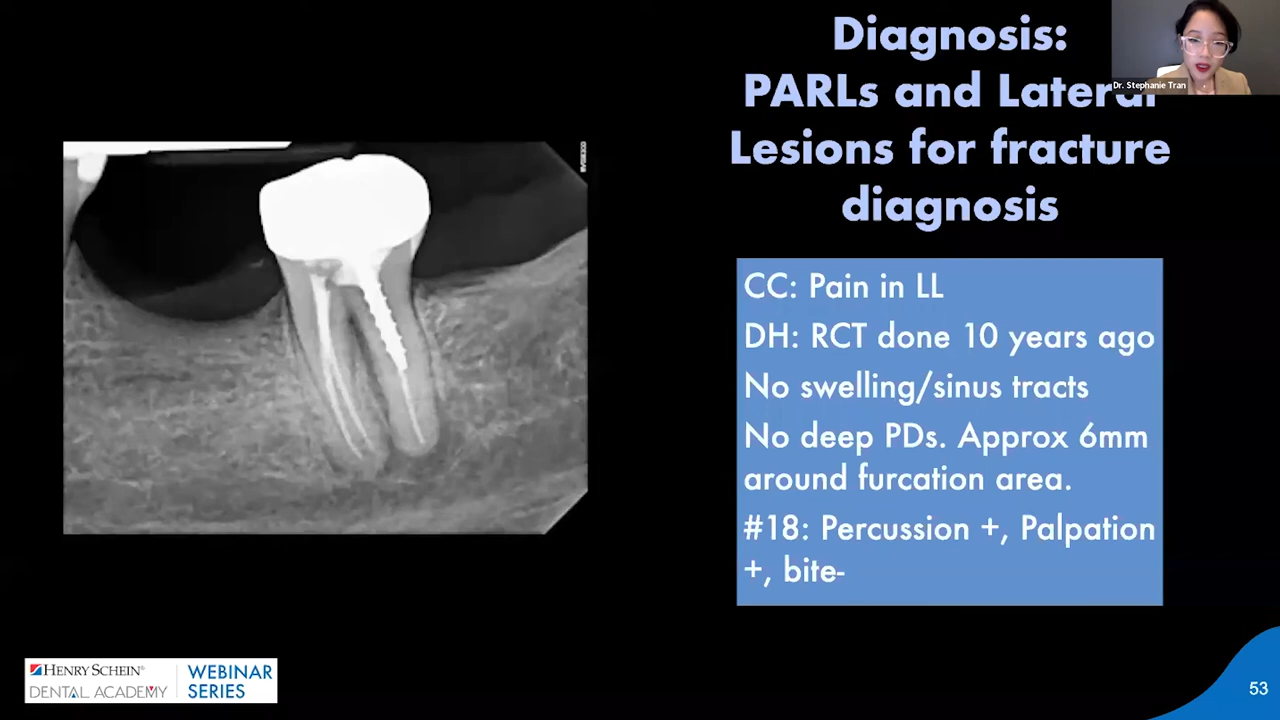 Diagnosis:
PARLs and Lateral
Lesions for fracture
diagnosis
Dr. Stephanie Tran
CC: Pain in LL
DH: RCT done 10 years ago
No swelling/sinus tracts
No deep PDs. Approx 6mm
around furcation area.
#18: Percussion +, Palpation
+, bite-
HENRY SCHEIN®
DENTAL ACADEMY
WEBINAR
SERIES
53